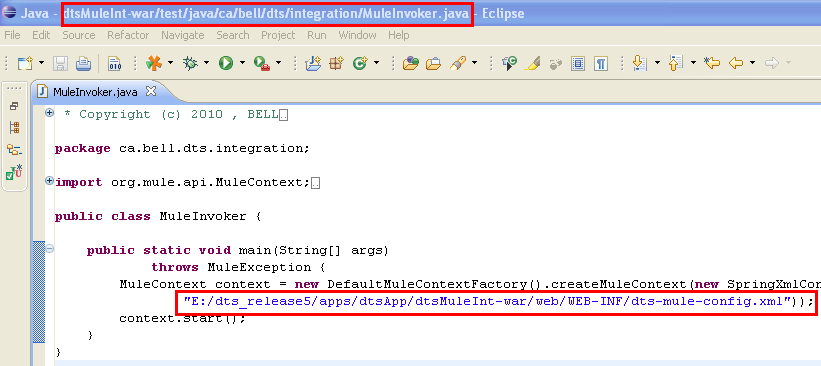 Java - dtsMuleInt-war/test/java/ca/bell/dts/integration/MuleInvoker.java - Eclipse
File Edit Source Refactor Navigate Search Project Run Window Help
MuleInvoker.java
* Copyright (c) 2010 , BELL
package ca.bell.dts.integration;
import org.mule.api.MuleContext;
public class MuleInvoker {
public static void main(String[] args)
throws MuleException {
MuleContext context = new DefaultMuleContextFactory().createMuleContext(new SpringXmlCon
"E:/dts_release5/apps/dtsApp/dtsMuleInt-war/web/WEB-INF/dts-mule-config.xml"));
context.start();
}
}